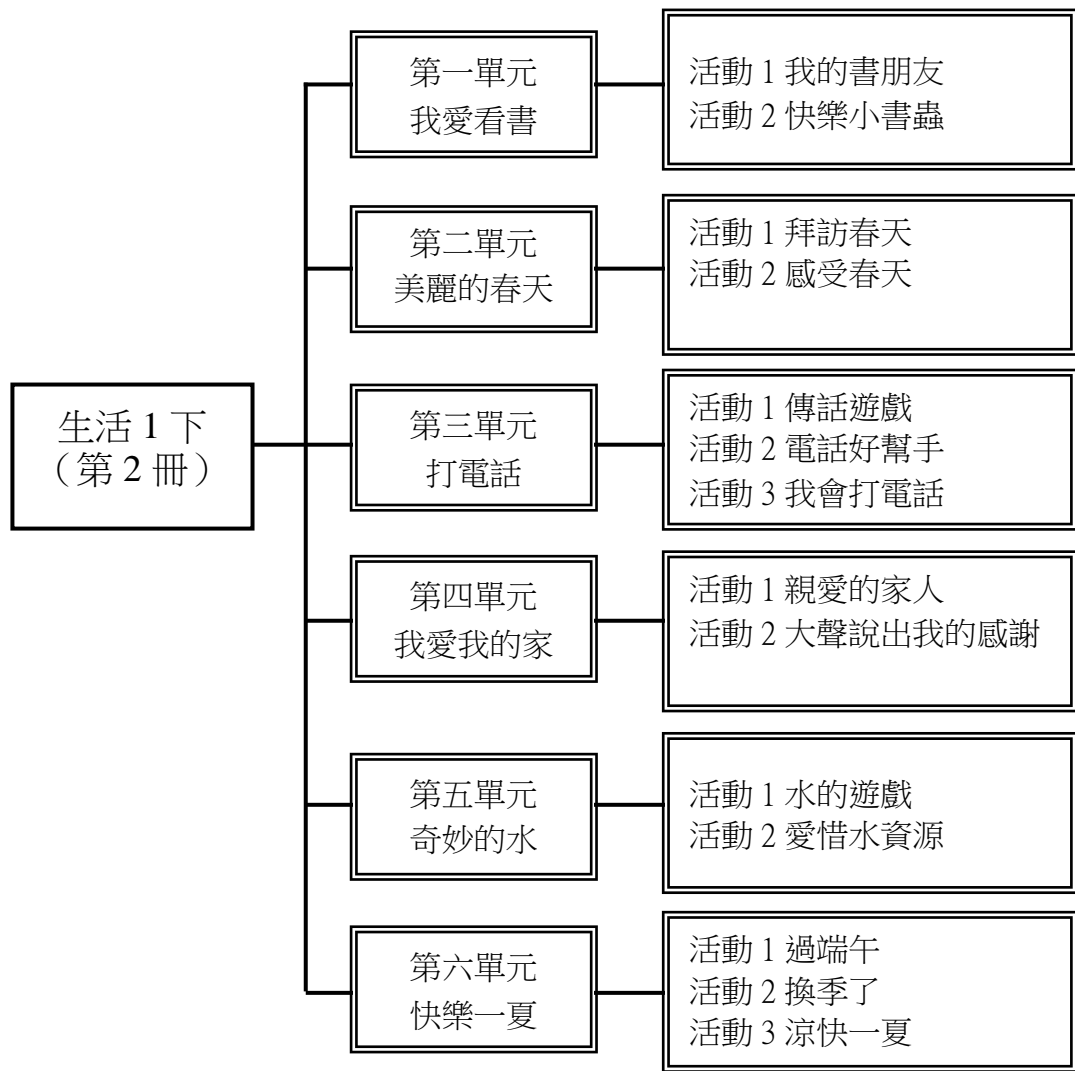 第一單元
我愛看書
活動 1 我的書朋友
活動 2 快樂小書蟲
第二單元
美麗的春天
活動 1 拜訪春天
活動 2 感受春天
生活 1 下
（第 2 冊）
第三單元
打電話
活動 1 傳話遊戲
活動 2 電話好幫手
活動 3 我會打電話
第四單元
我愛我的家
活動 1 親愛的家人
活動 2 大聲說出我的感謝
第五單元
奇妙的水
活動 1 水的遊戲
活動 2 愛惜水資源
第六單元
快樂一夏
活動 1 過端午
活動 2 換季了
活動 3 涼快一夏